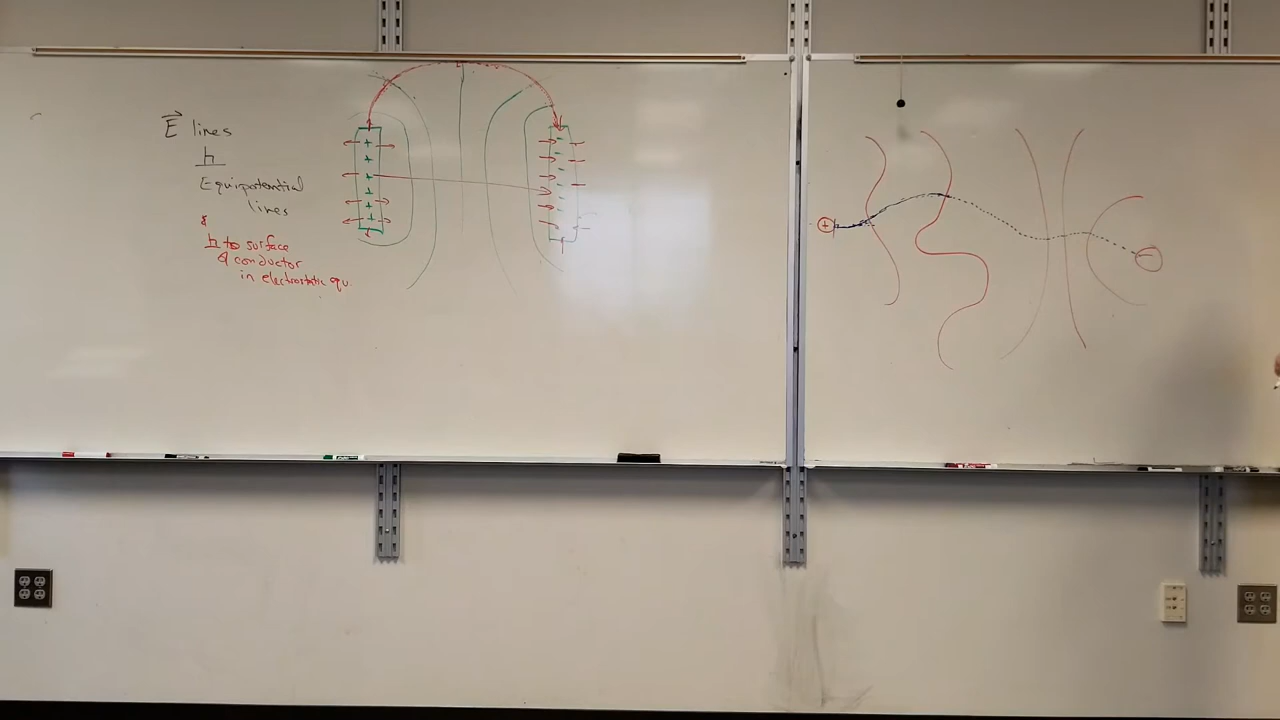 E⃗ lines
h
Equipotential
lines
&
h to surface
of conductor
in electrostatic equ.
+
+
+
+
+
+
-
-
-
-
-
-
+
-